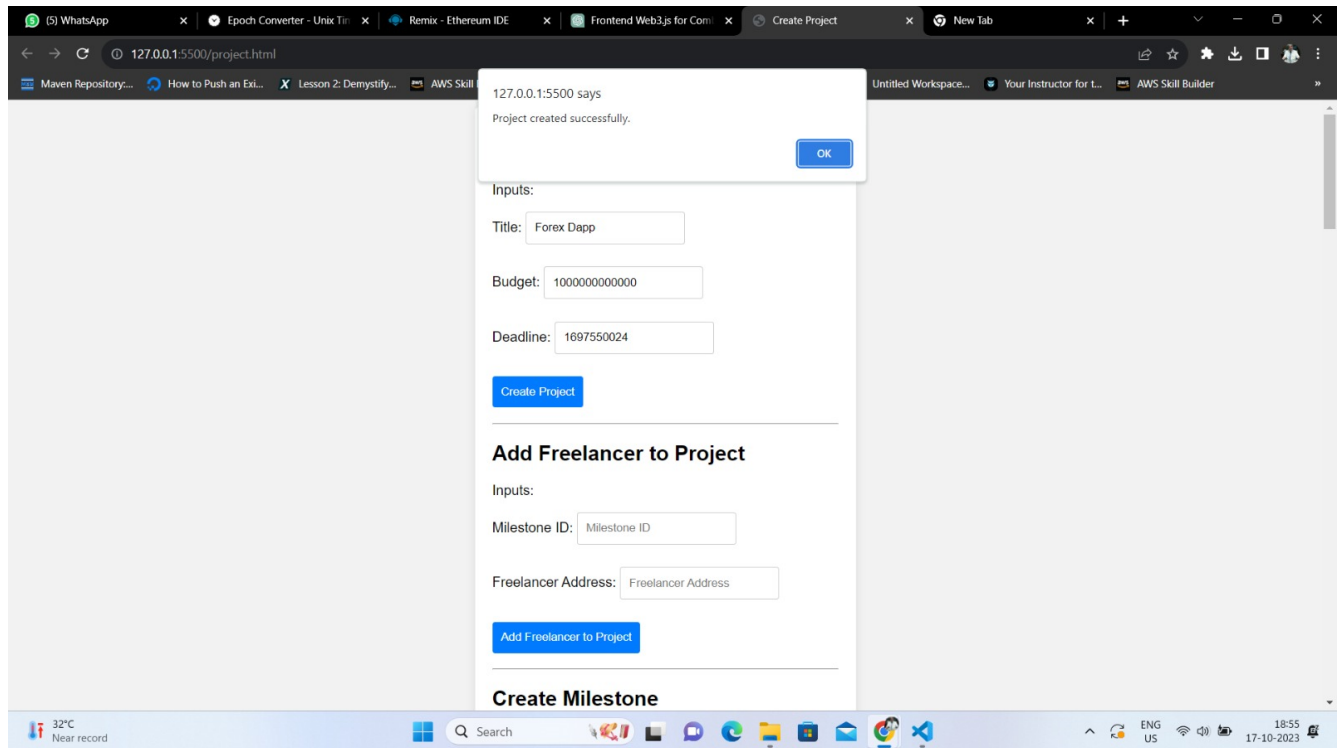 (5) WhatsApp
Epoch Converter - Unix Tin
Remix - Ethereum IDE
Frontend Web3.js for Com
Create Project
New Tab
127.0.0.1:5500/project.html
Maven Repository:...
How to Push an Exi...
Lesson 2: Demystify...
AWS Skill
Untitled Workspace...
Your Instructor for t...
AWS Skill Builder
»
127.0.0.1:5500 says
Project created successfully.
OK
Inputs:
Title: Forex Dapp
Budget: 1000000000000
Deadline: 1697550024
Create Project
Add Freelancer to Project
Inputs:
Milestone ID: Milestone ID
Freelancer Address: Freelancer Address
Add Freelancer to Project
Create Milestone
32°C
Near record
Search
ENG
US
18:55
17-10-2023